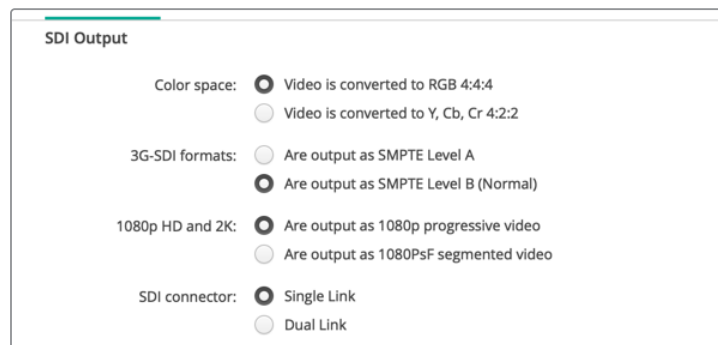 SDI Output
Color space: Video is converted to RGB 4:4:4
Video is converted to Y, Cb, Cr 4:2:2
3G-SDI formats: Are output as SMPTE Level A
Are output as SMPTE Level B (Normal)
1080p HD and 2K: Are output as 1080p progressive video
Are output as 1080PsF segmented video
SDI connector: Single Link
Dual Link